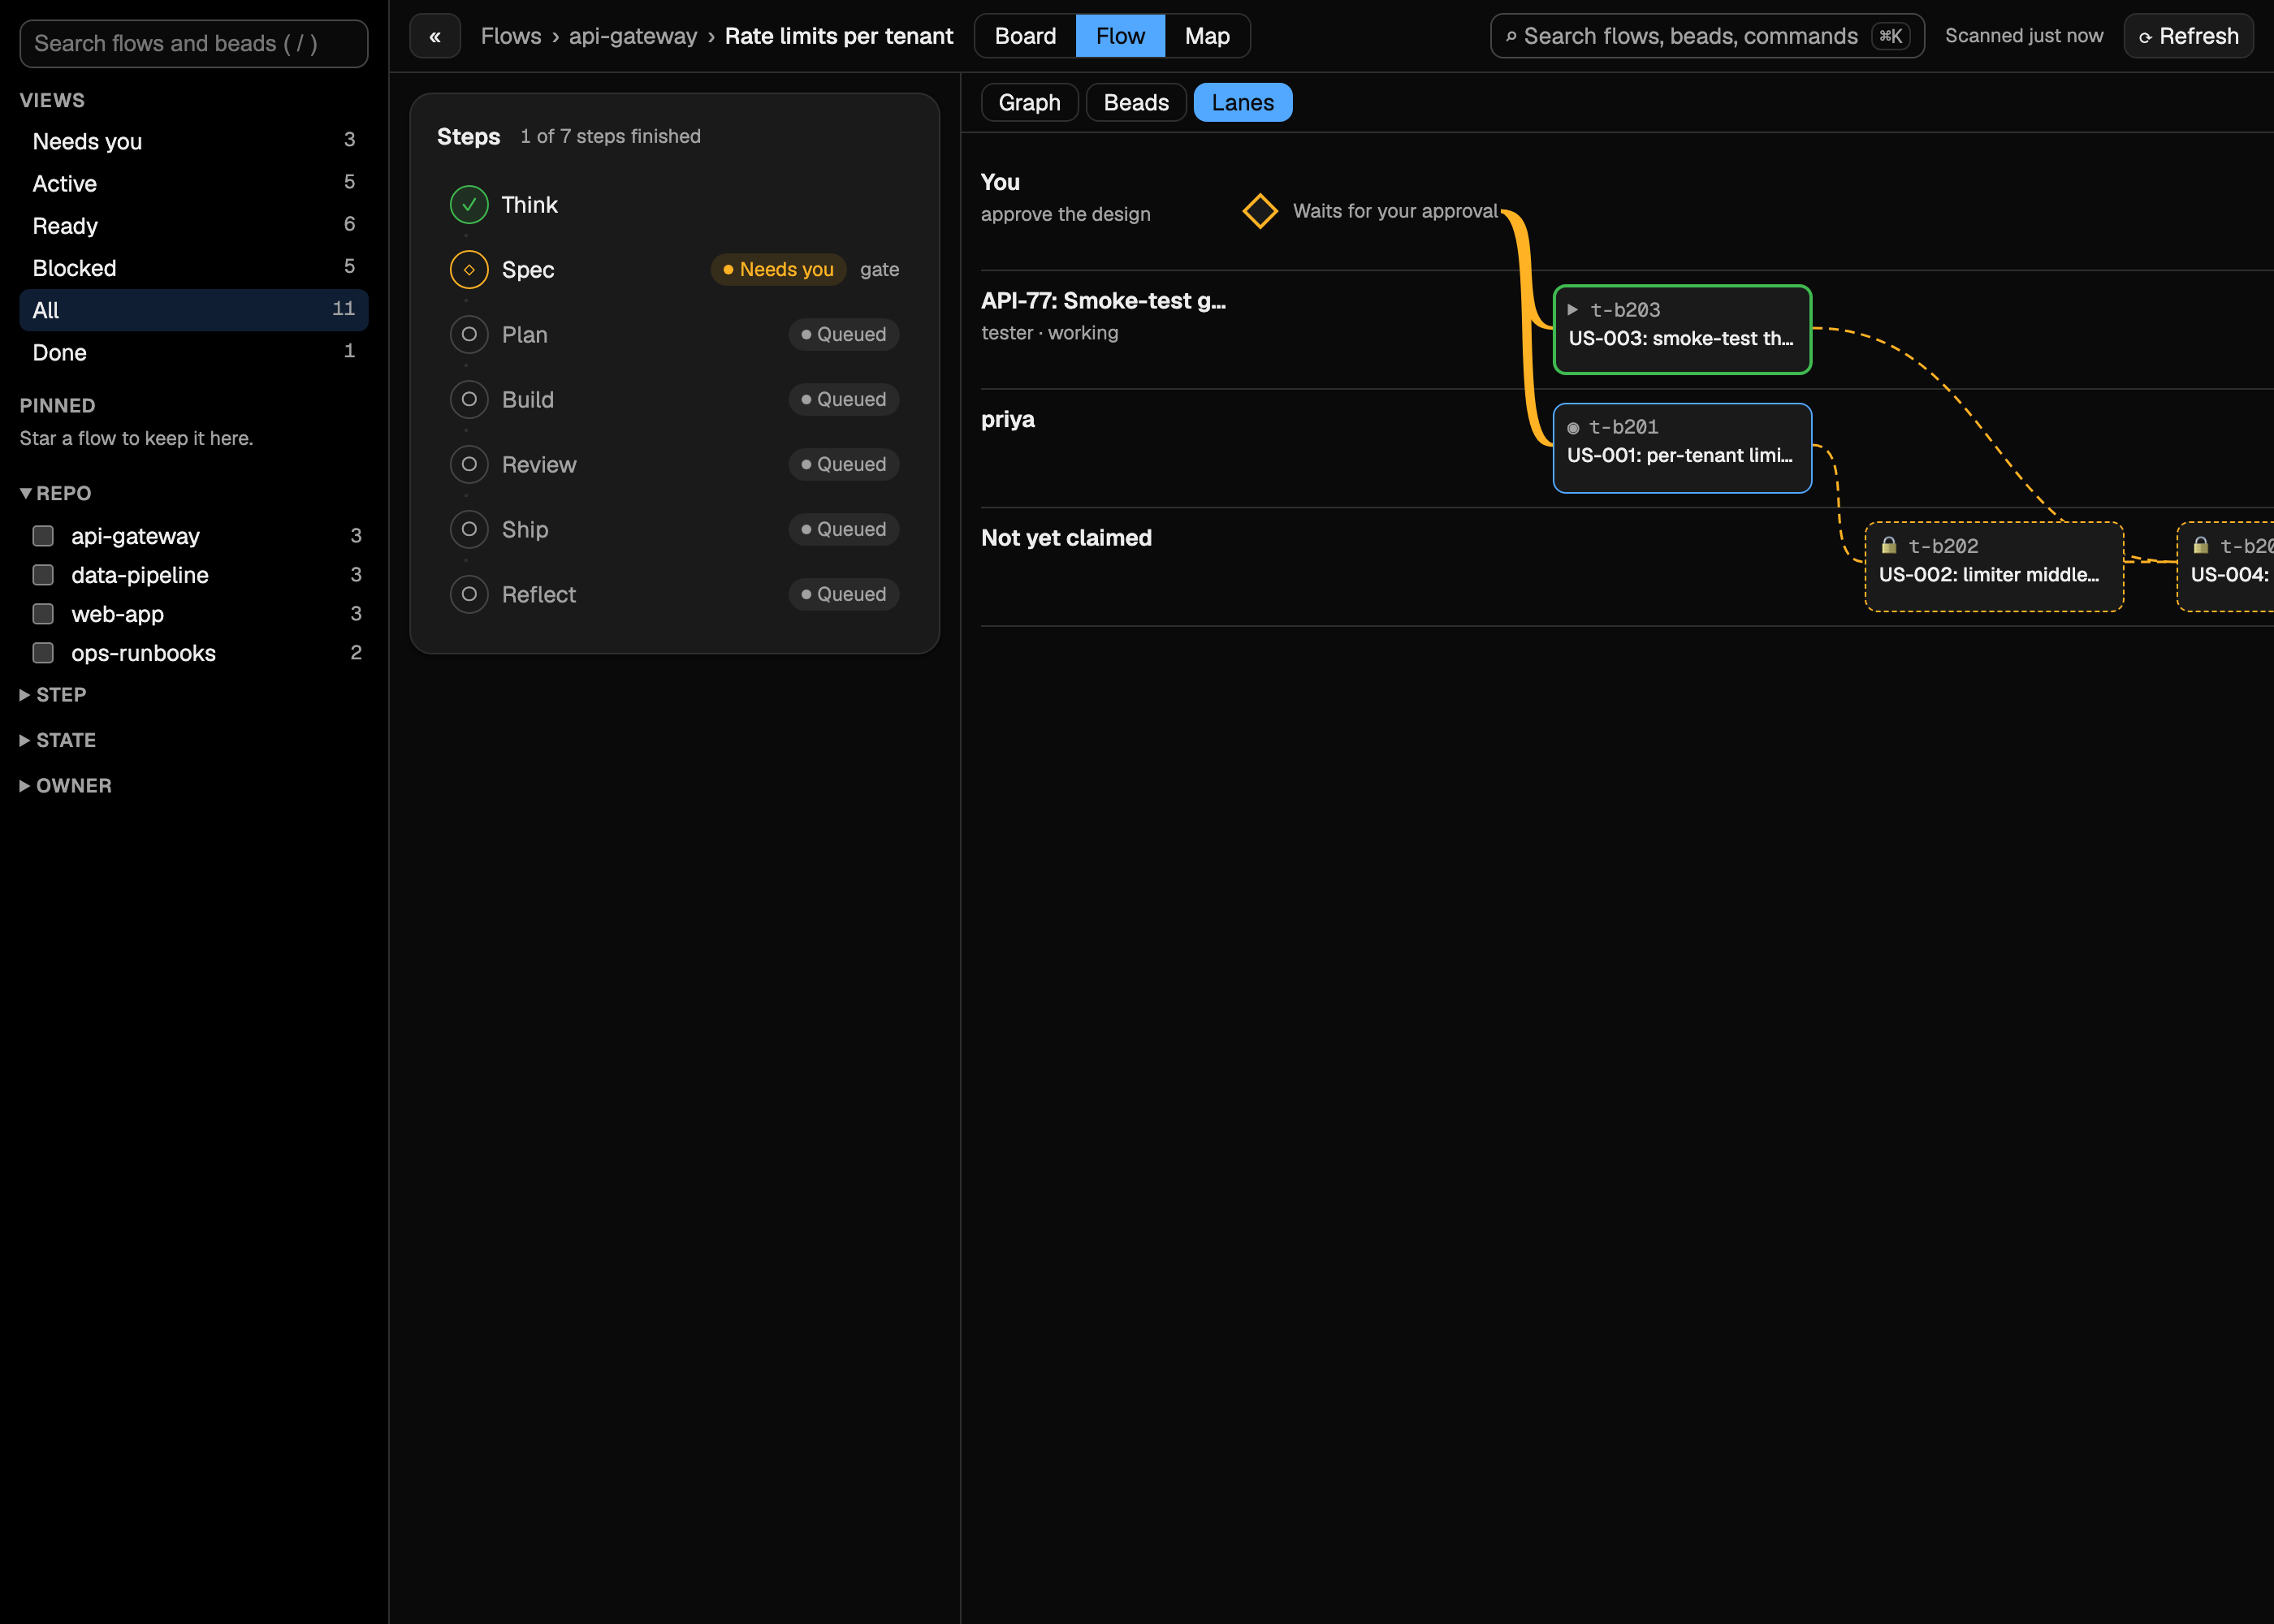 Search flows and beads ( / )
VIEWS
Needs you 3
Active 5
Ready 6
Blocked 5
All 11
Done 1
PINNED
Star a flow to keep it here.
REPO
api-gateway 3
data-pipeline 3
web-app 3
ops-runbooks 2
STEP
STATE
OWNER
« Flows › api-gateway › Rate limits per tenant Board Flow Map Search flows, beads, commands ⌘K Scanned just now Refresh
Steps 1 of 7 steps finished
Think
Spec Needs you gate
Plan Queued
Build Queued
Review Queued
Ship Queued
Reflect Queued
Graph Beads Lanes
You
approve the design
Waits for your approval
API-77: Smoke-test g...
tester · working
t-b203
US-003: smoke-test th...
priya
t-b201
US-001: per-tenant limi...
Not yet claimed
t-b202
US-002: limiter middle...
t-b20
US-004: